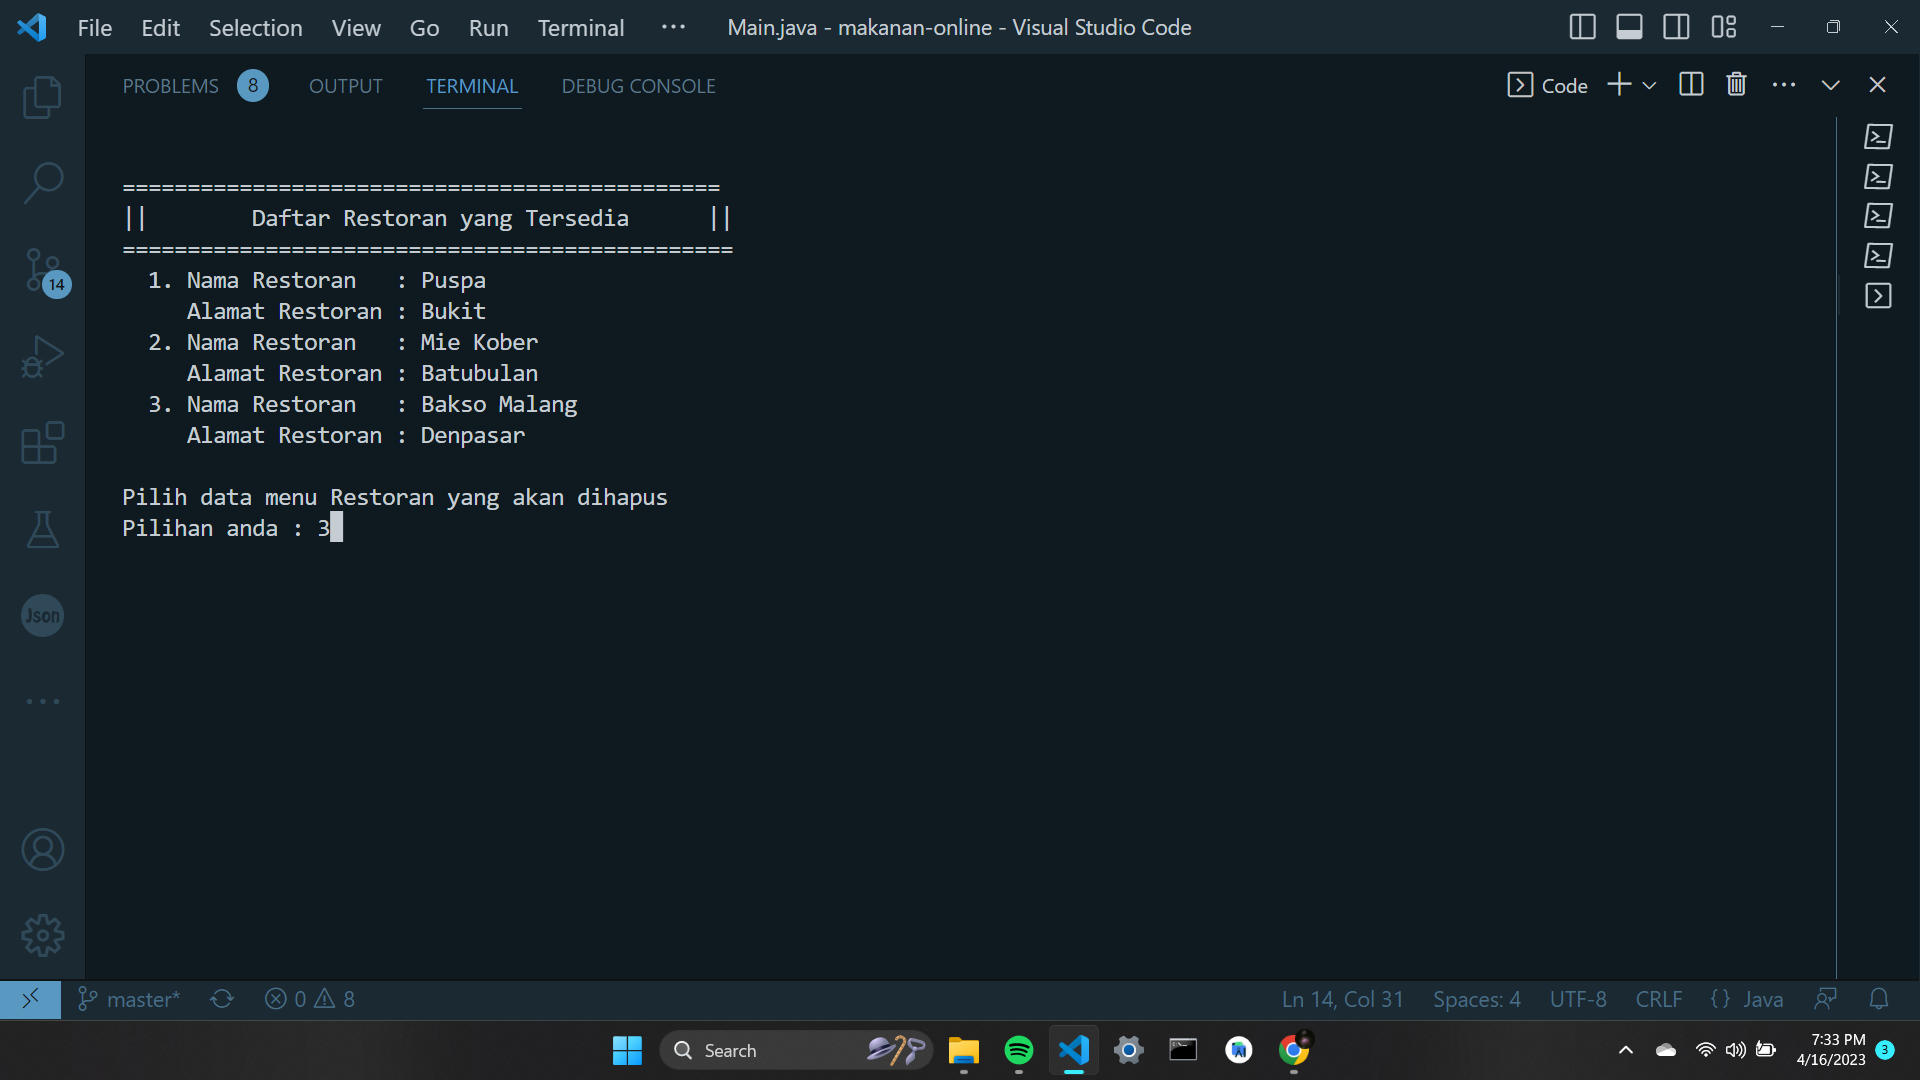 File Edit Selection View Go Run Terminal ··· Main.java - makanan-online - Visual Studio Code
PROBLEMS 8 OUTPUT TERMINAL DEBUG CONSOLE Code
==============================================
|| Daftar Restoran yang Tersedia ||
===============================================
1. Nama Restoran : Puspa
Alamat Restoran : Bukit
2. Nama Restoran : Mie Kober
Alamat Restoran : Batubulan
3. Nama Restoran : Bakso Malang
Alamat Restoran : Denpasar
Pilih data menu Restoran yang akan dihapus
Pilihan anda : 3
14
Json
master* 0 8 Ln 14, Col 31 Spaces: 4 UTF-8 CRLF {} Java
Search
7:33 PM
4/16/2023 3